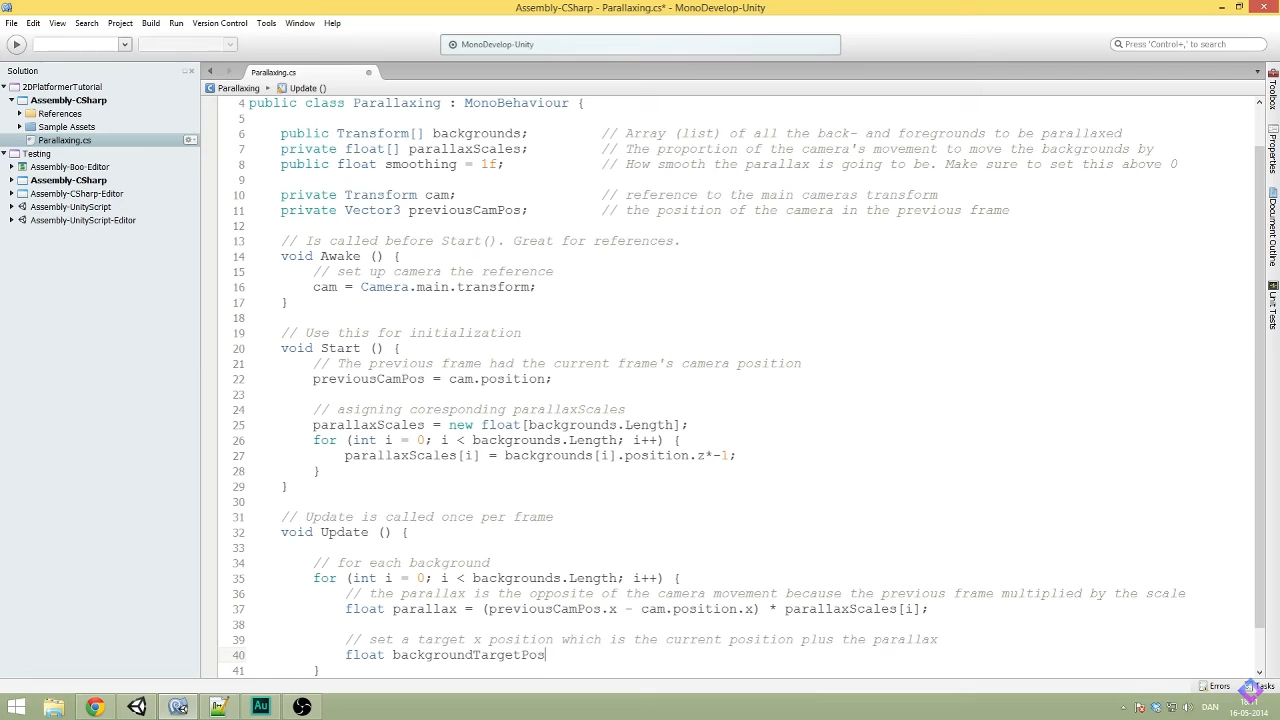 Assembly-CSharp - Parallaxing.cs* - MonoDevelop-Unity
File Edit View Search Project Build Run Version Control Tools Window Help
MonoDevelop-Unity
Press 'Control+,' to search
Solution
Parallaxing.cs
2DPlatformerTutorial
Assembly-CSharp
References
Sample Assets
Parallaxing.cs
Testing
Assembly-Boo-Editor
Assembly-CSharp
Assembly-CSharp-Editor
Assembly-UnityScript
Assembly-UnityScript-Editor
Parallaxing Update ()
4 public class Parallaxing : MonoBehaviour {
5
6 public Transform[] backgrounds; // Array (list) of all the back- and foregrounds to be parallaxed
7 private float[] parallaxScales; // The proportion of the camera's movement to move the backgrounds by
8 public float smoothing = 1f; // How smooth the parallax is going to be. Make sure to set this above 0
10 private Transform cam; // reference to the main cameras transform
11 private Vector3 previousCamPos; // the position of the camera in the previous frame
12
13 // Is called before Start(). Great for references.
14 void Awake () {
15 // set up camera the reference
16 cam = Camera.main.transform;
17 }
18
19 // Use this for initialization
20 void Start () {
21 // The previous frame had the current frame's camera position
22 previousCamPos = cam.position;
23
24 // asigning coresponding parallaxScales
25 parallaxScales = new float[backgrounds.Length];
26 for (int i = 0; i < backgrounds.Length; i++) {
27 parallaxScales[i] = backgrounds[i].position.z*-1;
28 }
29 }
30
31 // Update is called once per frame
32 void Update () {
33
34 // for each background
35 for (int i = 0; i < backgrounds.Length; i++) {
36 // the parallax is the opposite of the camera movement because the previous frame multiplied by the scale
37 float parallax = (previousCamPos.x - cam.position.x) * parallaxScales[i];
38
39 // set a target x position which is the current position plus the parallax
40 float backgroundTargetPos
41 }
Toolbox
Properties
Document Outline
Unit Tests
Errors Tasks
Au
DAN
16-05-2014